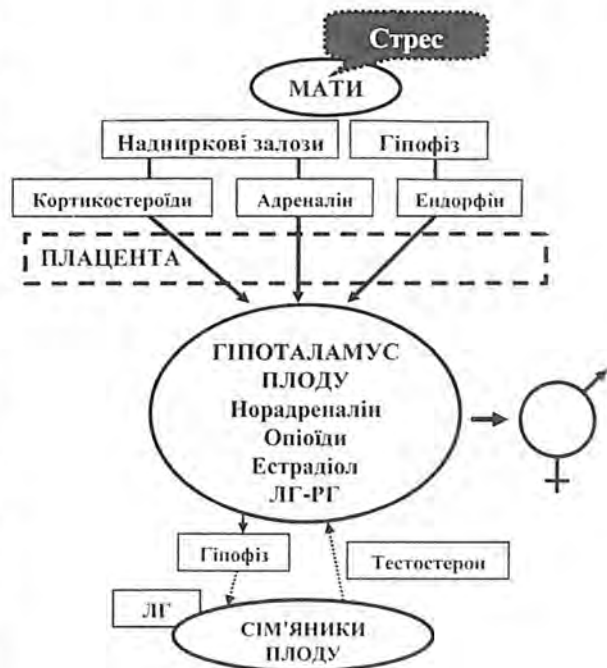 Стрес
МАТИ
Надниркові залози
Гіпофіз
Кортикостероїди
Адреналін
Ендорфін
ПЛАЦЕНТА
ГІПОТАЛАМУС
ПЛОДУ
Норадреналін
Опіоїди
Естрадіол
ЛГ-РГ
Гіпофіз
Тестостерон
ЛГ
СІМ'ЯНИКИ
ПЛОДУ